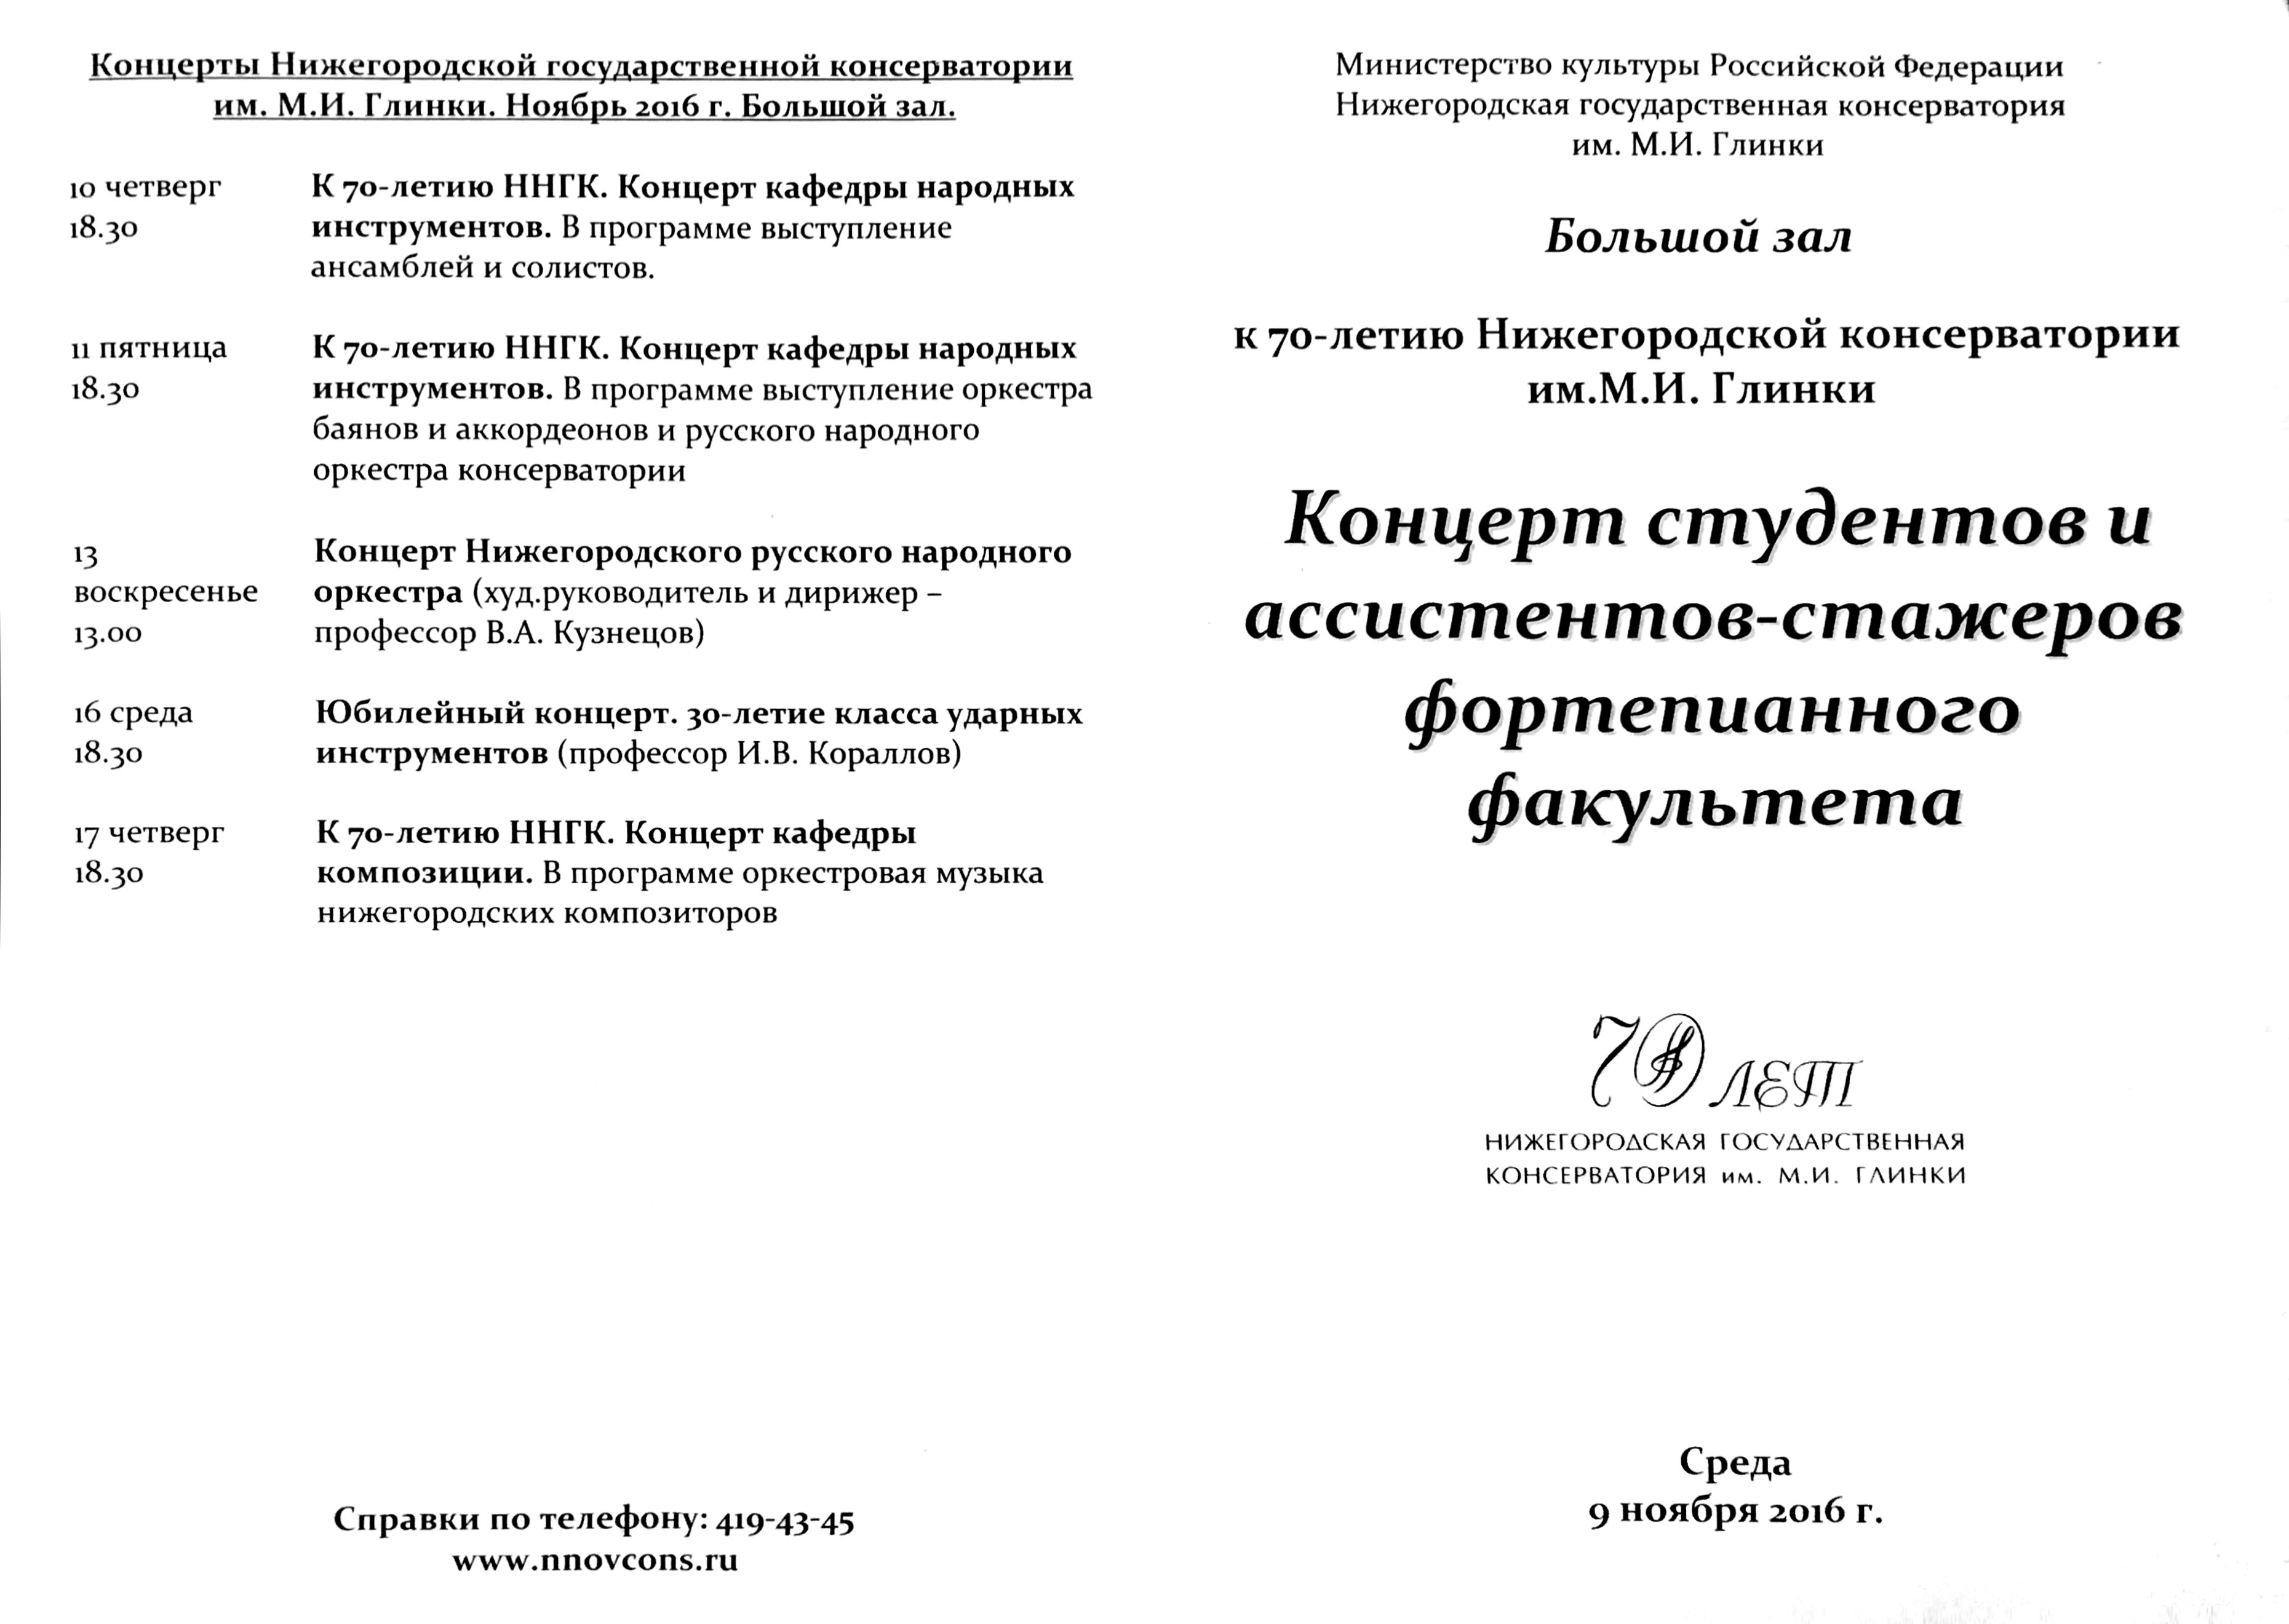 Концерты Нижегородской государственной консерватории
им. М.И. Глинки. Ноябрь 2016 г. Большой зал.
10 четверг
18.30
К 70-летию ННГК. Концерт кафедры народных
инструментов. В программе выступление
ансамблей и солистов.
11 пятница
18.30
К 70-летию ННГК. Концерт кафедры народных
инструментов. В программе выступление оркестра
баянов и аккордеонов и русского народного
оркестра консерватории
13
воскресенье
13.00
Концерт Нижегородского русского народного
оркестра (худ.руководитель и дирижер –
профессор В.А. Кузнецов)
16 среда
18.30
Юбилейный концерт. 30-летие класса ударных
инструментов (профессор И.В. Кораллов)
17 четверг
18.30
К 70-летию ННГК. Концерт кафедры
композиции. В программе оркестровая музыка
нижегородских композиторов
Справки по телефону: 419-43-45
www.nnovcons.ru
Министерство культуры Российской Федерации
Нижегородская государственная консерватория
им. М.И. Глинки
Большой зал
к 70-летию Нижегородской консерватории
им.М.И. Глинки
Концерт студентов и
ассистентов-стажеров
фортепианного
факультета
70 ЛЕТ
НИЖЕГОРОДСКАЯ ГОСУДАРСТВЕННАЯ
КОНСЕРВАТОРИЯ им. М.И. ГЛИНКИ
Среда
9 ноября 2016 г.